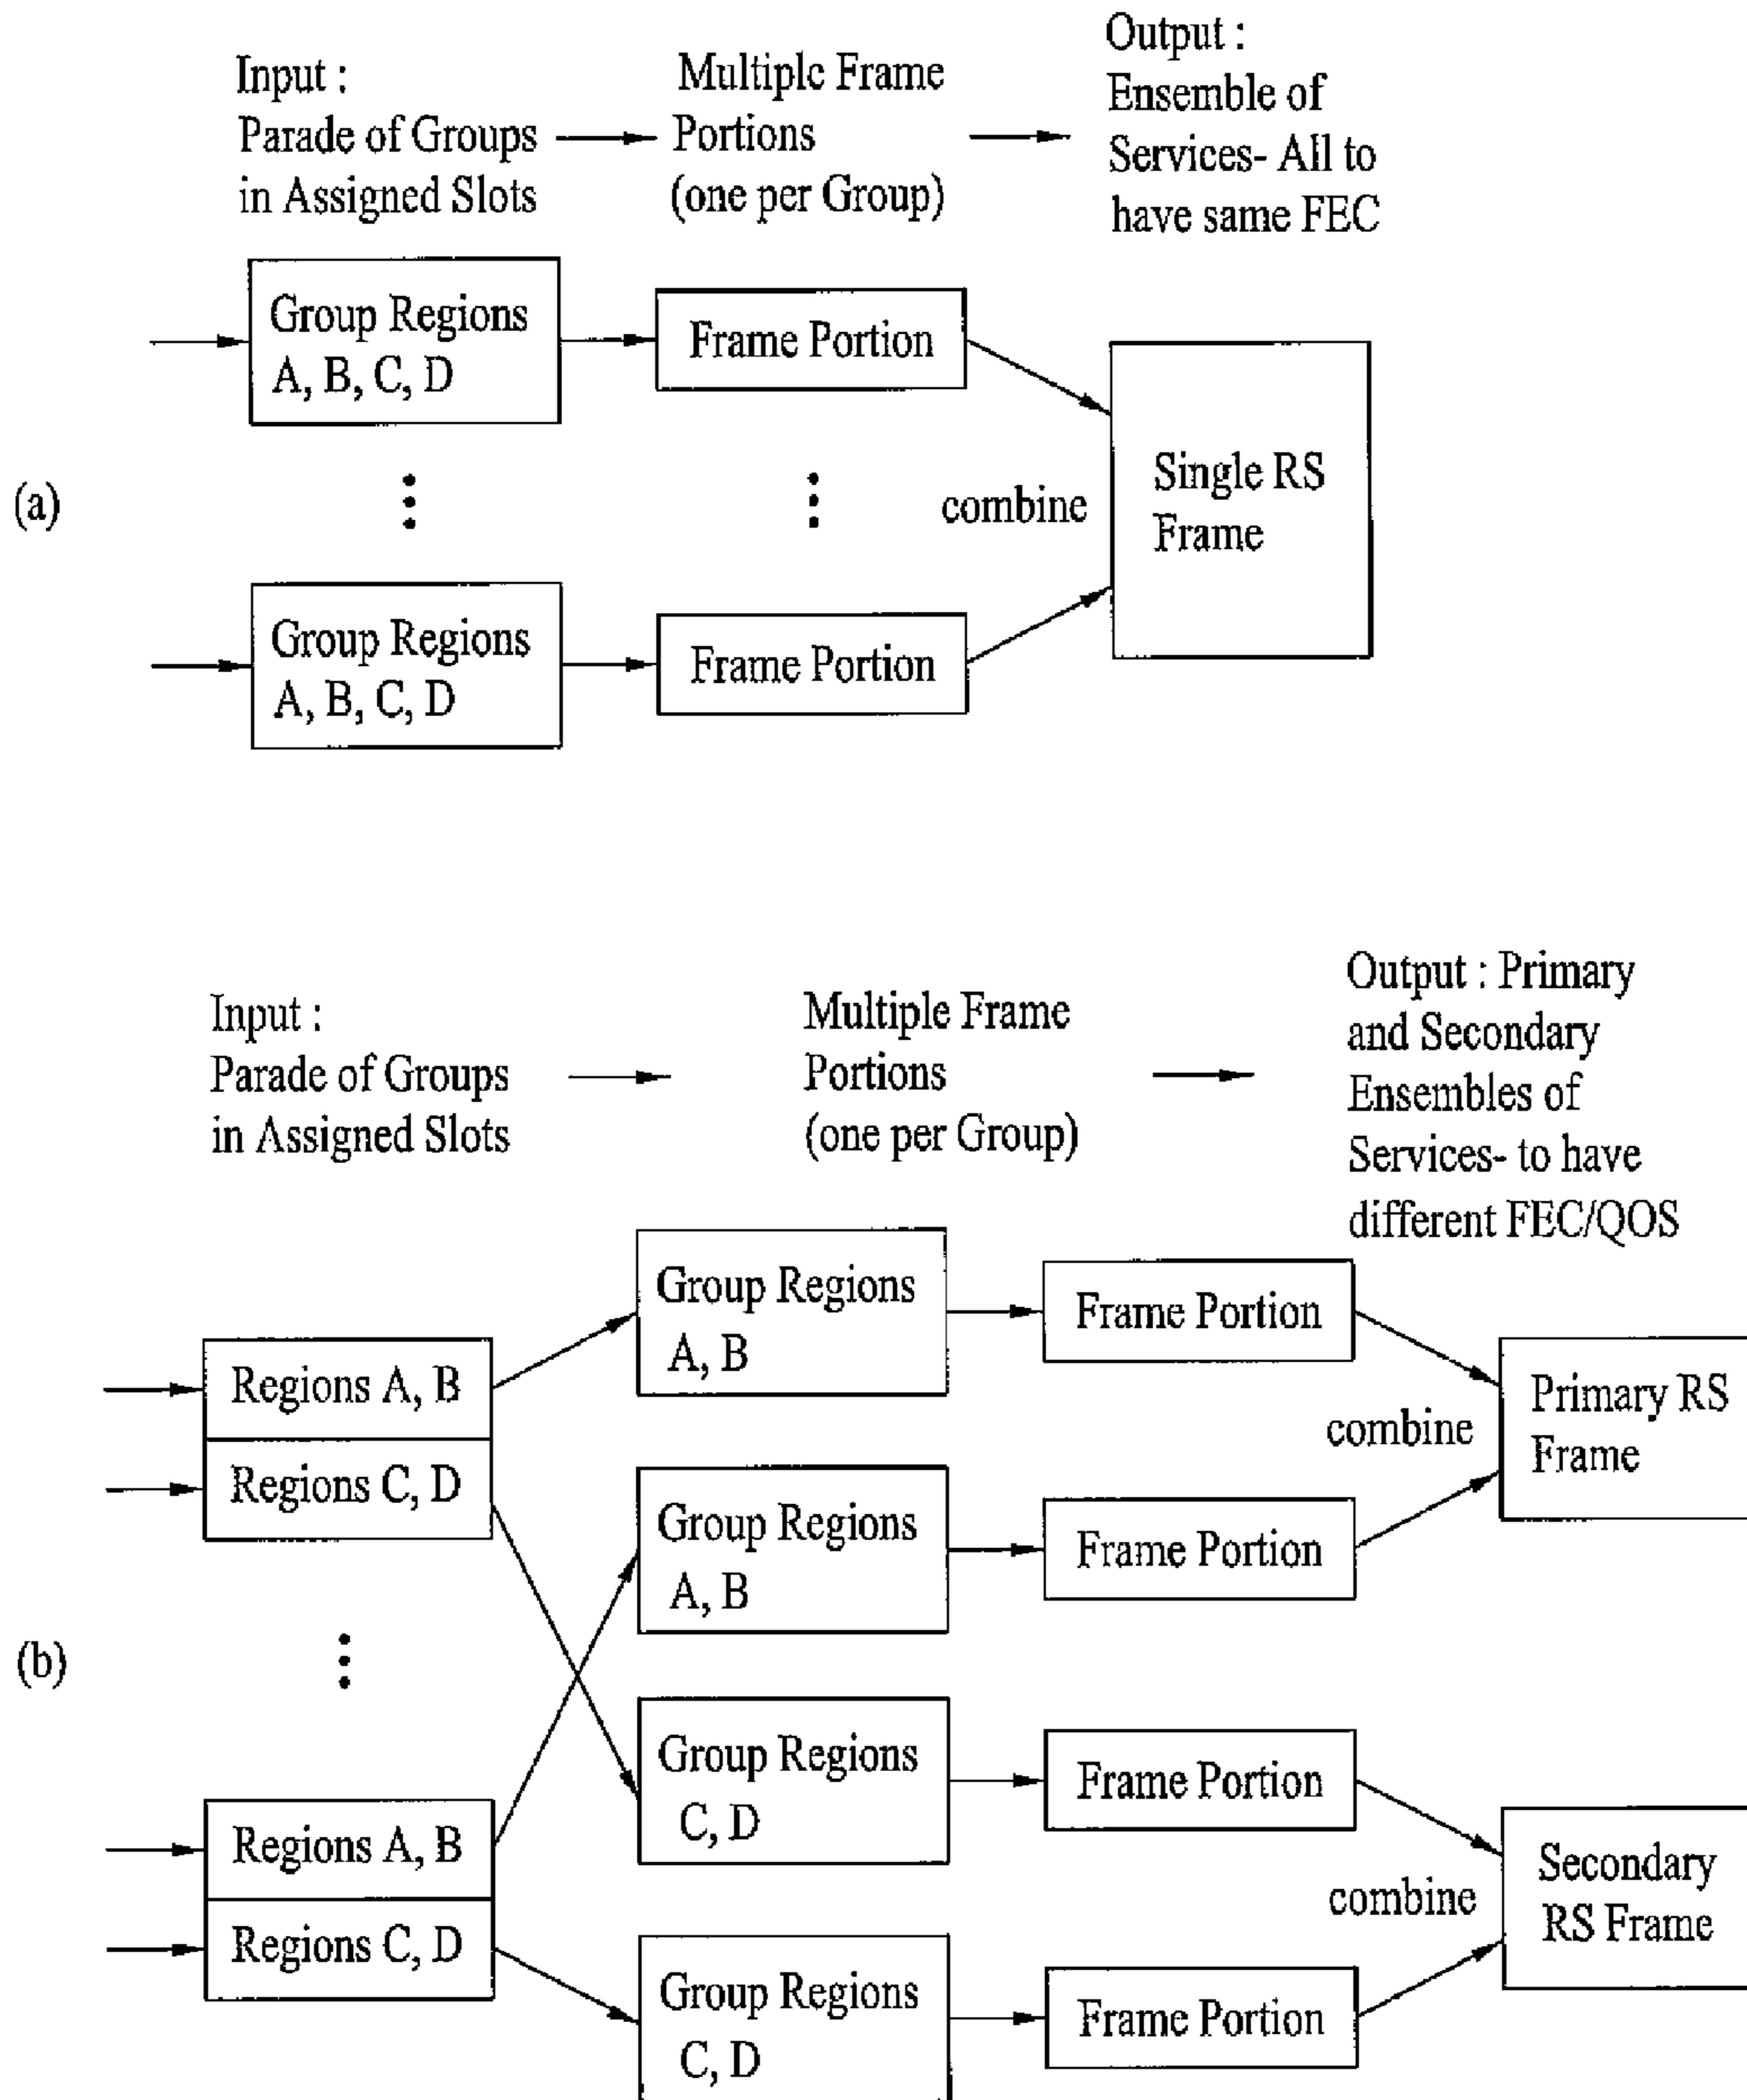 Input :
Parade of Groups
in Assigned Slots
Multiple Frame
Portions
(one per Group)
Output :
Ensemble of
Services- All to
have same FEC
(a)
Group Regions
A, B, C, D
Frame Portion
combine
Single RS
Frame
Group Regions
A, B, C, D
Frame Portion
Input :
Parade of Groups
in Assigned Slots
Multiple Frame
Portions
(one per Group)
Output : Primary
and Secondary
Ensembles of
Services- to have
different FEC/QOS
(b)
Regions A, B
Regions C, D
Group Regions
A, B
Frame Portion
combine
Primary RS
Frame
Group Regions
A, B
Frame Portion
Regions A, B
Regions C, D
Group Regions
C, D
Frame Portion
combine
Secondary
RS Frame
Group Regions
C, D
Frame Portion